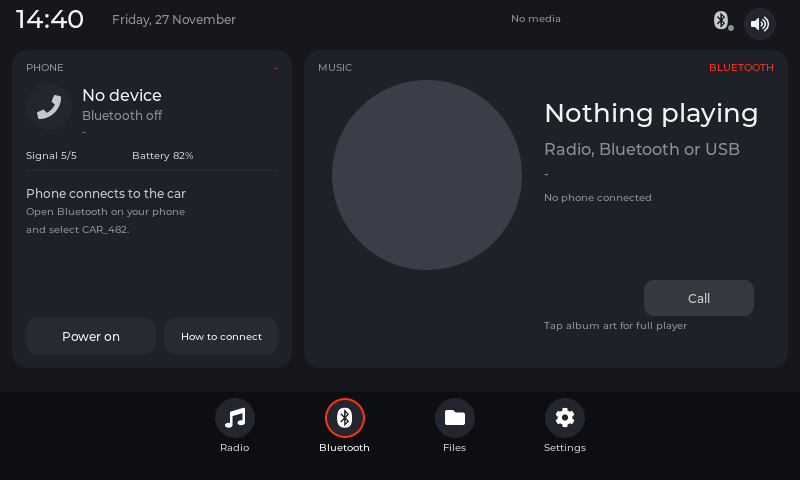 14:40
Friday, 27 November
No media
PHONE
-
No device
Bluetooth off
-
Signal 5/5
Battery 82%
Phone connects to the car
Open Bluetooth on your phone
and select CAR_482.
Power on
How to connect
MUSIC
BLUETOOTH
Nothing playing
Radio, Bluetooth or USB
-
No phone connected
Call
Tap album art for full player
Radio
Bluetooth
Files
Settings